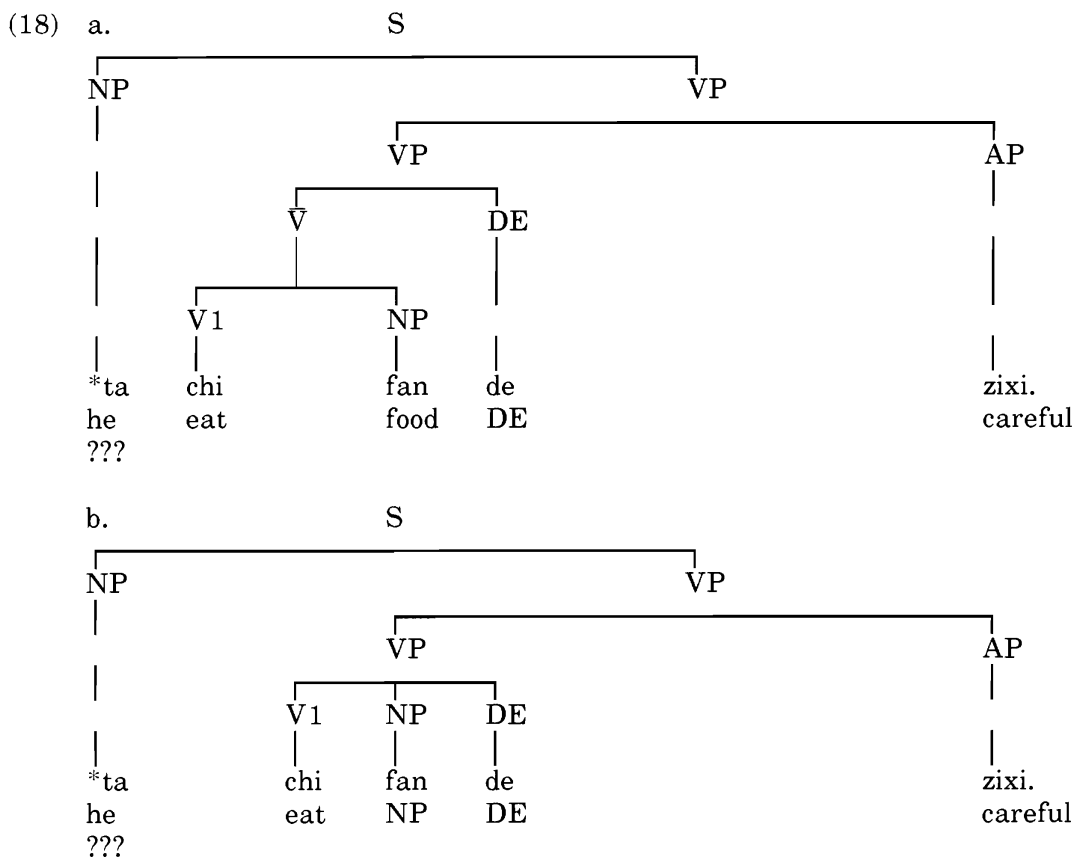 (18) a. S
NP VP
VP AP
V̅ DE
V1 NP
*ta chi fan de zixi.
he eat food DE careful
???
b. S
NP VP
VP AP
V1 NP DE
*ta chi fan de zixi.
he eat NP DE careful
???